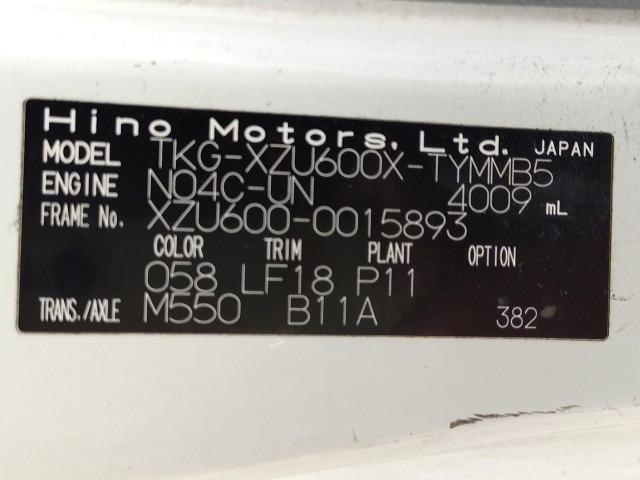 Hino Motors, Ltd. JAPAN
MODEL TKG-XZU600X-TYMMB5
ENGINE N04C-UN 4009 mL
FRAME No. XZU600-0015893
COLOR TRIM PLANT OPTION
058 LF18 P11
TRANS./AXLE M550 B11A 382